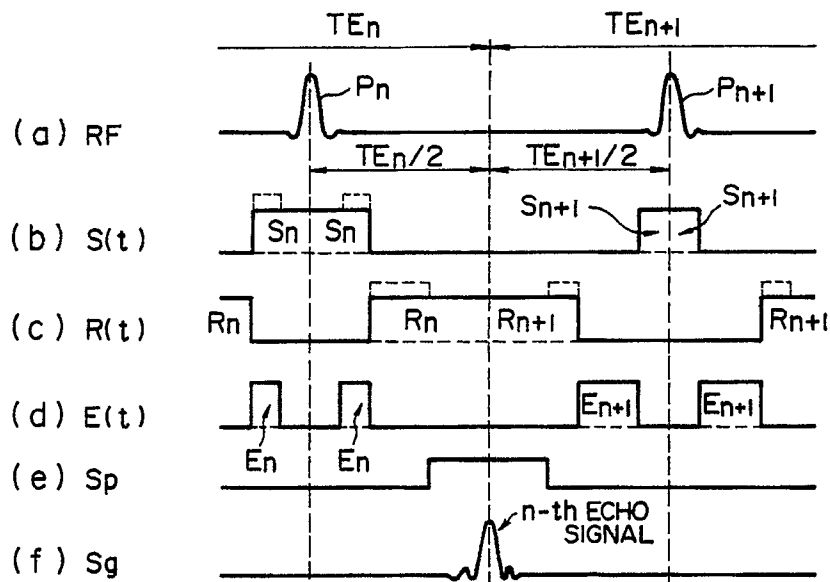 TEn TEn+1
(a) RF Pn Pn+1
TEn/2 TEn+1/2
(b) S(t) Sn Sn Sn+1 Sn+1
(c) R(t) Rn Rn Rn+1 Rn+1
(d) E(t) En En En+1 En+1
(e) Sp
(f) Sg n-th ECHO
SIGNAL